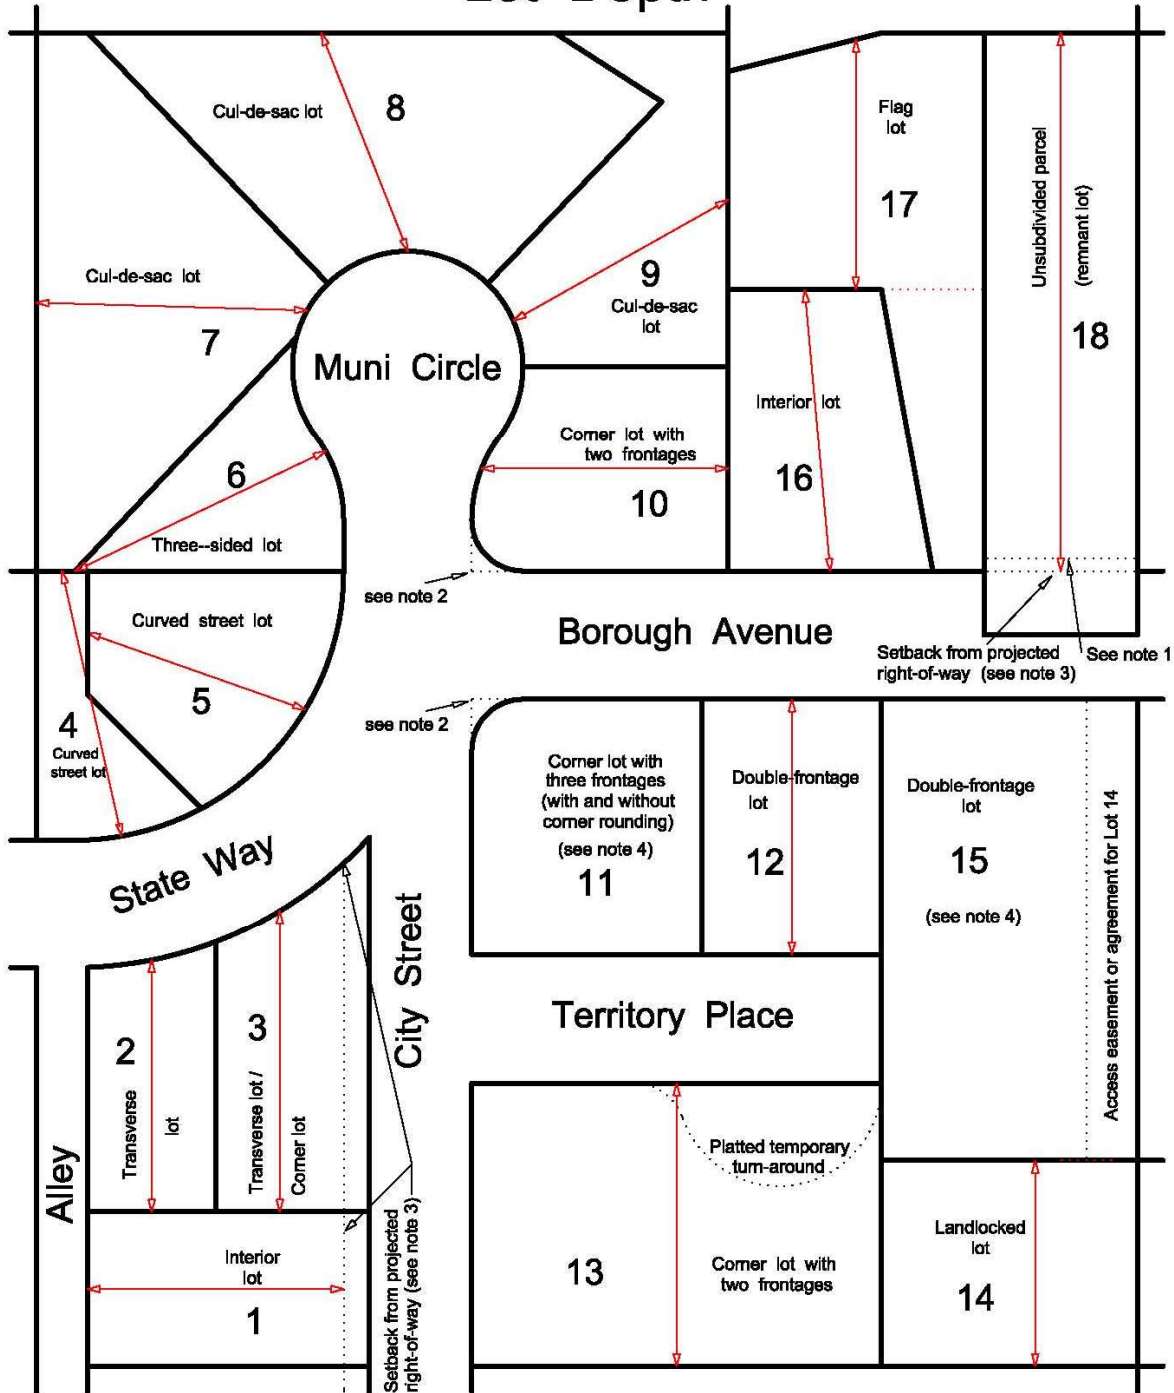 Lot Depth
Cul-de-sac lot
8
Flag
lot
17
Unsubdivided parcel
(remnant lot)
18
Cul-de-sac lot
7
9
Cul-de-sac
lot
Muni Circle
Interior lot
16
Corner lot with
two frontages
10
6
Three--sided lot
see note 2
Curved street lot
5
Borough Avenue
Setback from projected
right-of-way (see note 3)
See note 1
4
Curved
street lot
see note 2
Corner lot with
three frontages
(with and without
corner rounding)
(see note 4)
11
Double-frontage
lot
12
Double-frontage
lot
15
(see note 4)
Access easement or agreement for Lot 14
State Way
City Street
Territory Place
2
Transverse
lot
3
Transverse lot /
Corner lot
Alley
Platted temporary
turn-around
Interior
lot
1
Setback from projected
right-of-way (see note 3)
13
Corner lot with
two frontages
Landlocked
lot
14